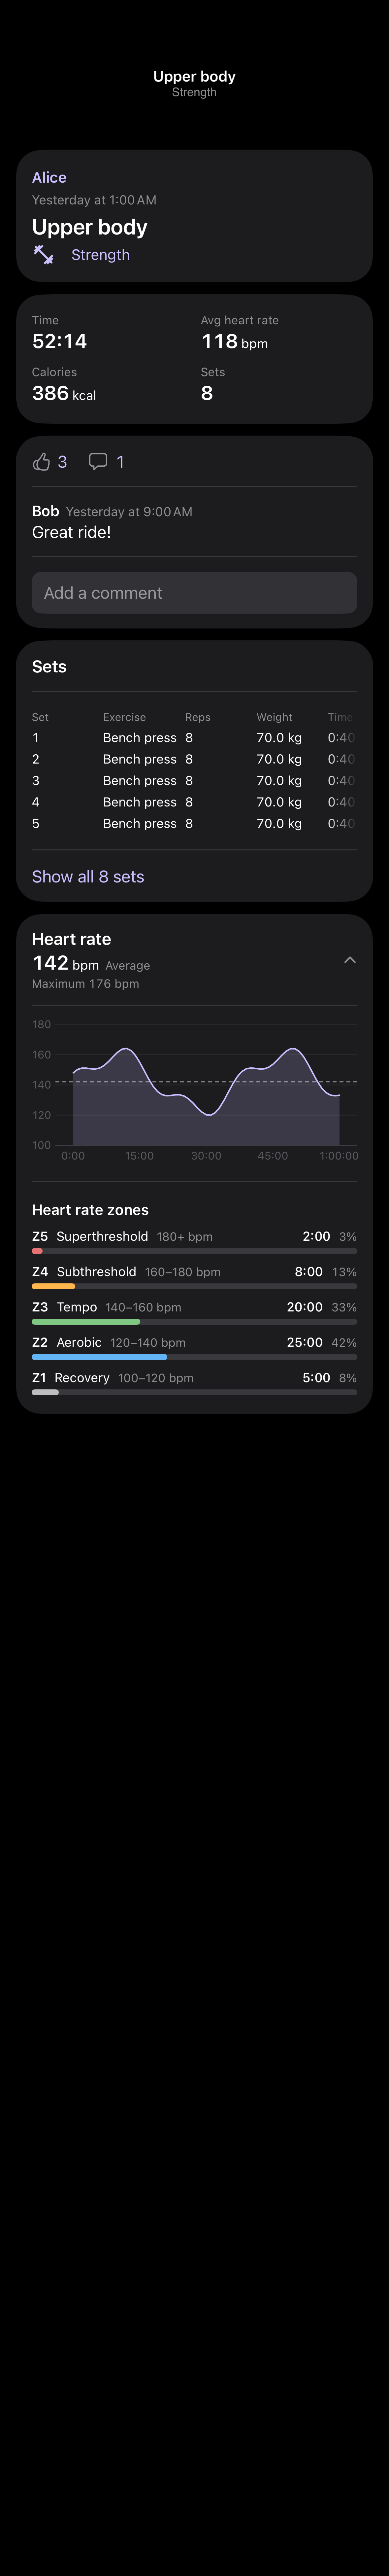 Upper body
Strength
Alice
Yesterday at 1:00 AM
Upper body
Strength
Time
Avg heart rate
52:14
118 bpm
Calories
Sets
386 kcal
8
3 1
Bob Yesterday at 9:00 AM
Great ride!
Add a comment
Sets
Set Exercise Reps Weight Time
1 Bench press 8 70.0 kg 0:40
2 Bench press 8 70.0 kg 0:40
3 Bench press 8 70.0 kg 0:40
4 Bench press 8 70.0 kg 0:40
5 Bench press 8 70.0 kg 0:40
Show all 8 sets
Heart rate
142 bpm Average
Maximum 176 bpm
180
160
140
120
100
0:00 15:00 30:00 45:00 1:00:00
Heart rate zones
Z5 Superthreshold 180+ bpm 2:00 3%
Z4 Subthreshold 160–180 bpm 8:00 13%
Z3 Tempo 140–160 bpm 20:00 33%
Z2 Aerobic 120–140 bpm 25:00 42%
Z1 Recovery 100–120 bpm 5:00 8%